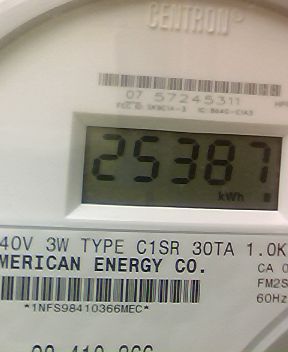 CENTRON®
07 57245311
25387
kWh
40V 3W TYPE C1SR 30TA 1.0K
MERICAN ENERGY CO.
CA 0
FM2S
60Hz
*1NFS98410366MEC*